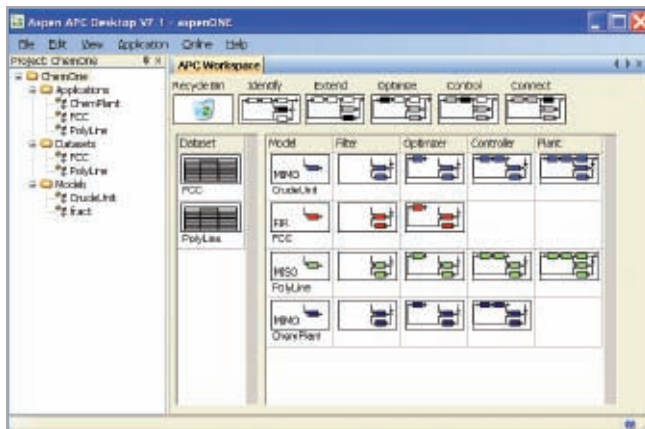 Aspen APC Desktop V7.1 - aspenONE
File Edit View Application Online Help
Project: ChemOne
ChemOne
Applications
ChemPlant
FCC
PolyLine
Datasets
FCC
PolyLine
Models
CrudeUnit
fract
APC Workspace
Recycle Bin Identify Extend Optimize Control Connect
Dataset
FCC
PolyLine
Model Filter Optimizer Controller Plant
MIMO
CrudeUnit
FIR
FCC
MISO
PolyLine
MIMO
ChemPlant